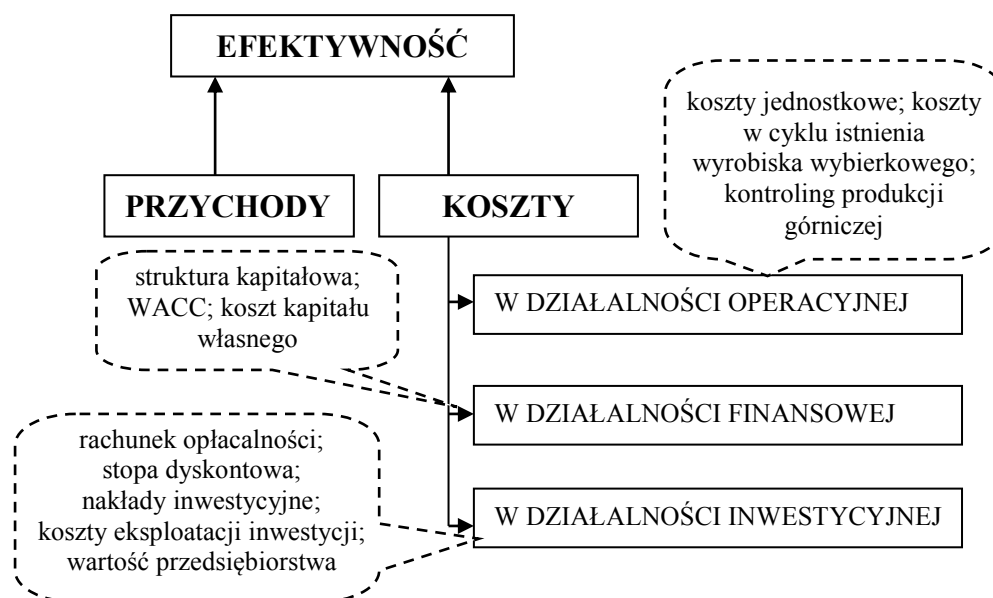 EFEKTYWNOŚĆ
koszty jednostkowe; koszty
w cyklu istnienia
wyrobiska wybierkowego;
kontroling produkcji
górniczej
PRZYCHODY
KOSZTY
struktura kapitałowa;
WACC; koszt kapitału
własnego
W DZIAŁALNOŚCI OPERACYJNEJ
W DZIAŁALNOŚCI FINANSOWEJ
rachunek opłacalności;
stopa dyskontowa;
nakłady inwestycyjne;
koszty eksploatacji inwestycji;
wartość przedsiębiorstwa
W DZIAŁALNOŚCI INWESTYCYJNEJ